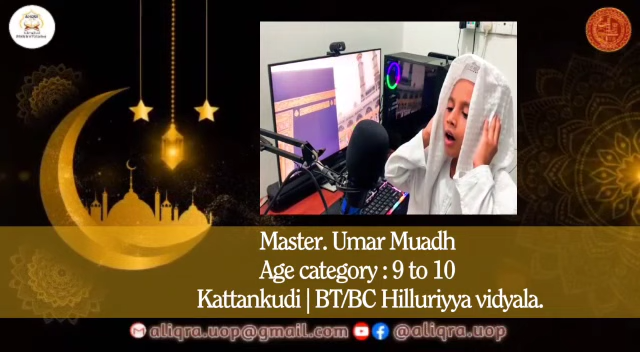 Master. Umar Muadh
Age category : 9 to 10
Kattankudi | BT/BC Hilluriyya vidyala.
aliqra.uop@gmail.com @aliqra.uop